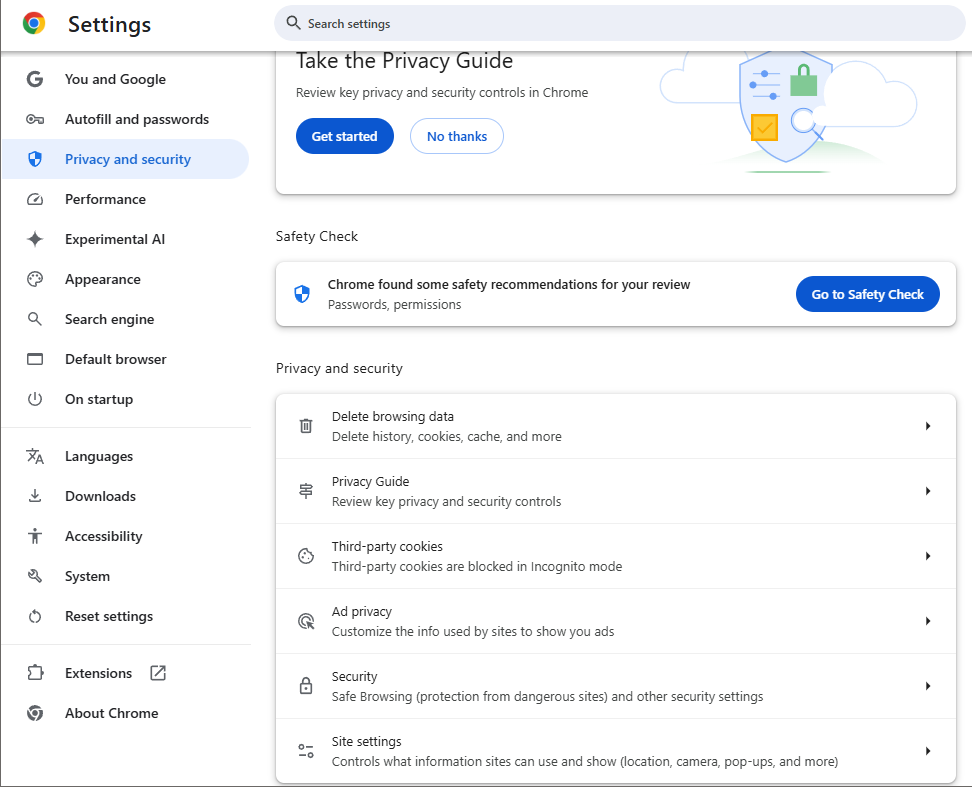 Settings
Search settings
You and Google
Autofill and passwords
Privacy and security
Performance
Experimental AI
Appearance
Search engine
Default browser
On startup
Languages
Downloads
Accessibility
System
Reset settings
Extensions
About Chrome
Take the Privacy Guide
Review key privacy and security controls in Chrome
Get started
No thanks
Safety Check
Chrome found some safety recommendations for your review
Passwords, permissions
Go to Safety Check
Privacy and security
Delete browsing data
Delete history, cookies, cache, and more
Privacy Guide
Review key privacy and security controls
Third-party cookies
Third-party cookies are blocked in Incognito mode
Ad privacy
Customize the info used by sites to show you ads
Security
Safe Browsing (protection from dangerous sites) and other security settings
Site settings
Controls what information sites can use and show (location, camera, pop-ups, and more)